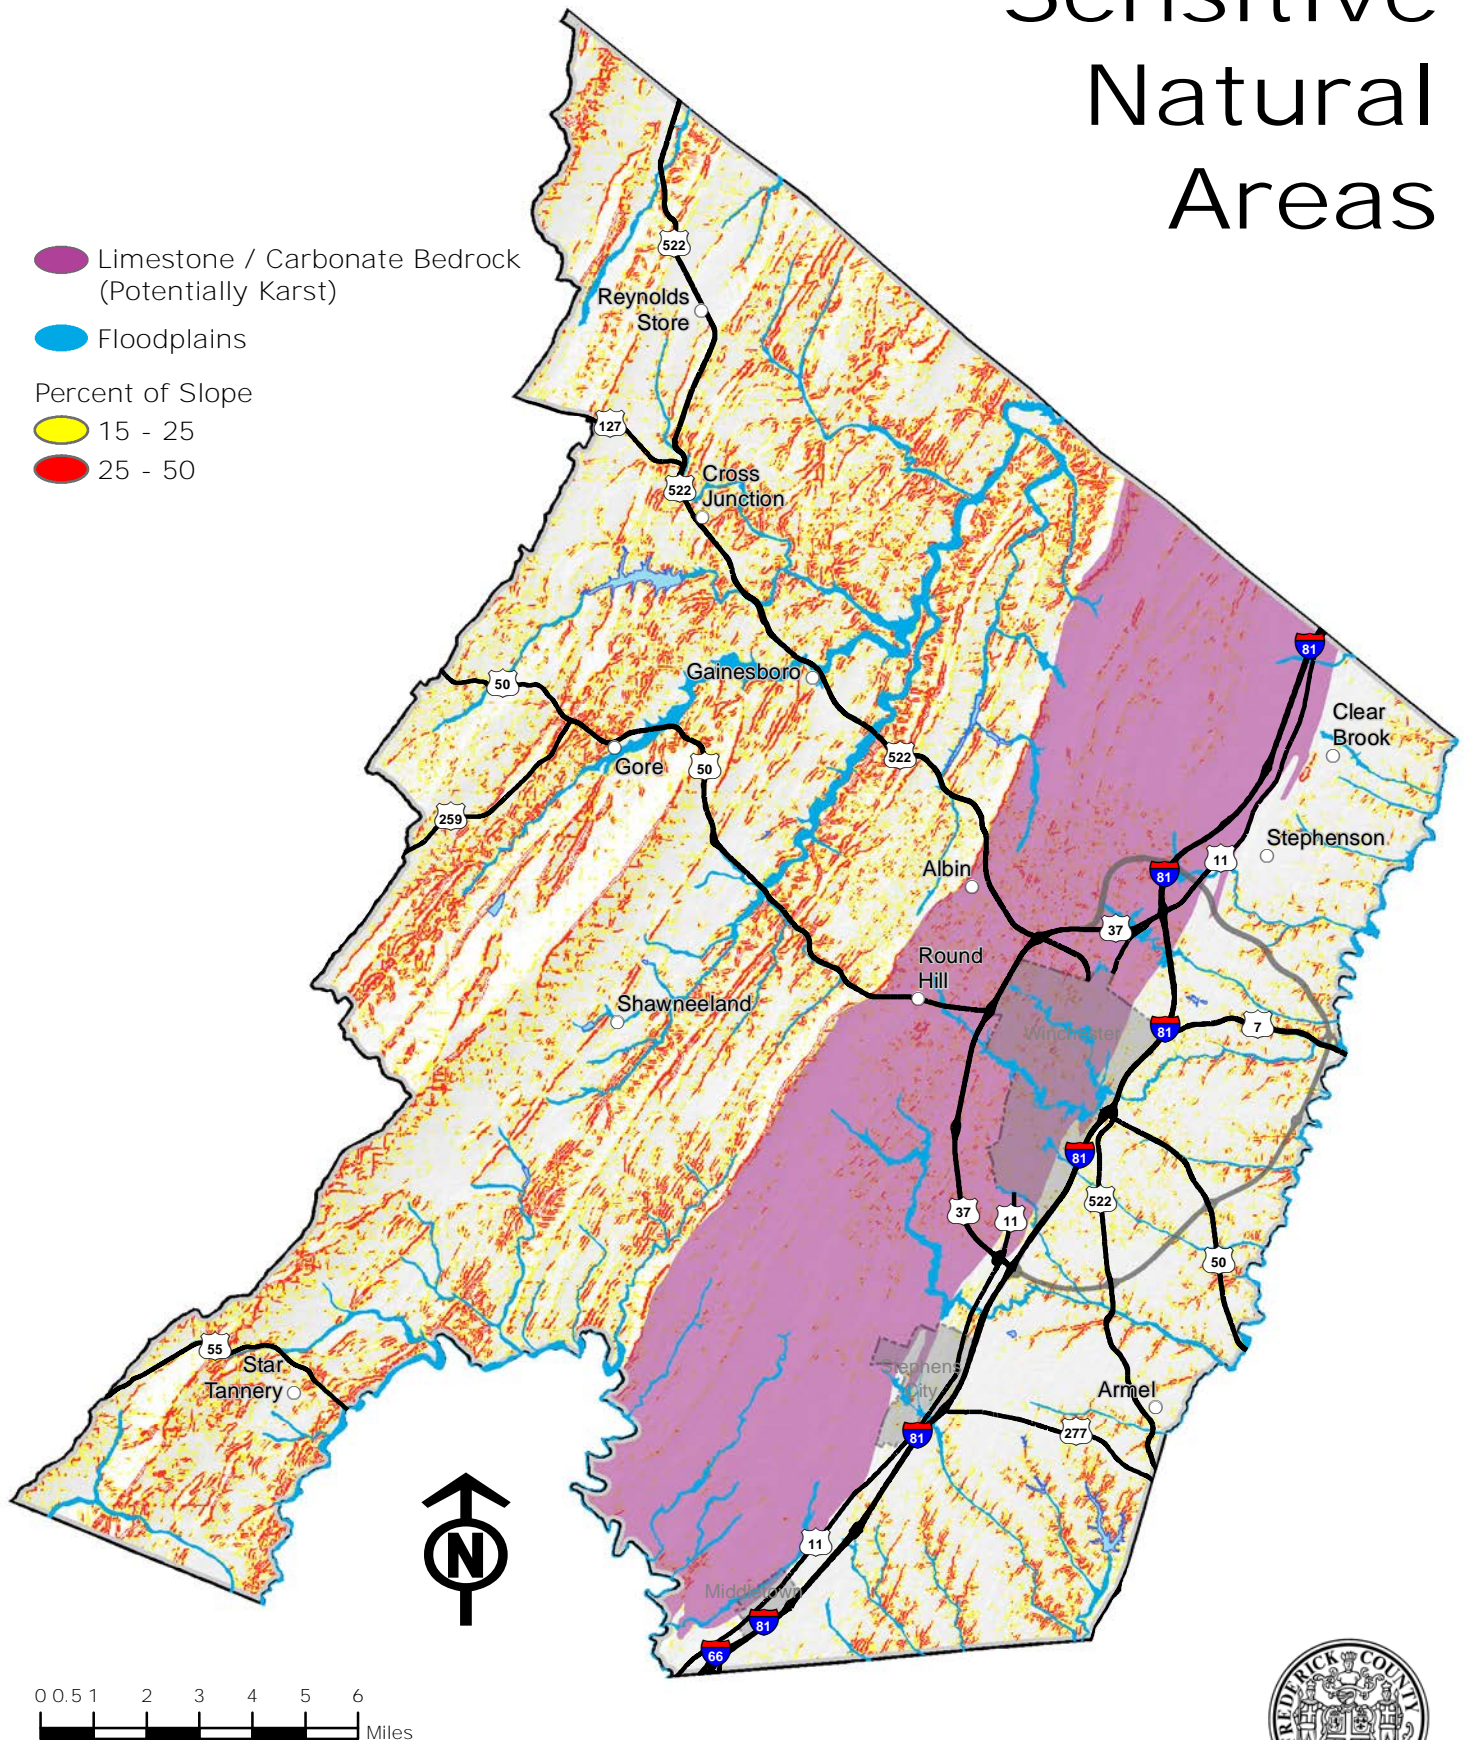 Sensitive
Natural
Areas
Limestone / Carbonate Bedrock
(Potentially Karst)
Floodplains
Percent of Slope
15 - 25
25 - 50
522
Reynolds
Store
127
Cross
522
Junction
81
Gainesboro
50
Clear
Brook
522
Gore
50
259
Stephenson
11
Albin
81
37
Round
Hill
Shawneeland
Winchester
81
7
81
522
37
11
50
55
Star
Tannery
Stephens
City
Armel
81
277
N
11
Middletown
81
66
0 0.5 1 2 3 4 5 6
Miles
FREDERICK COUNTY